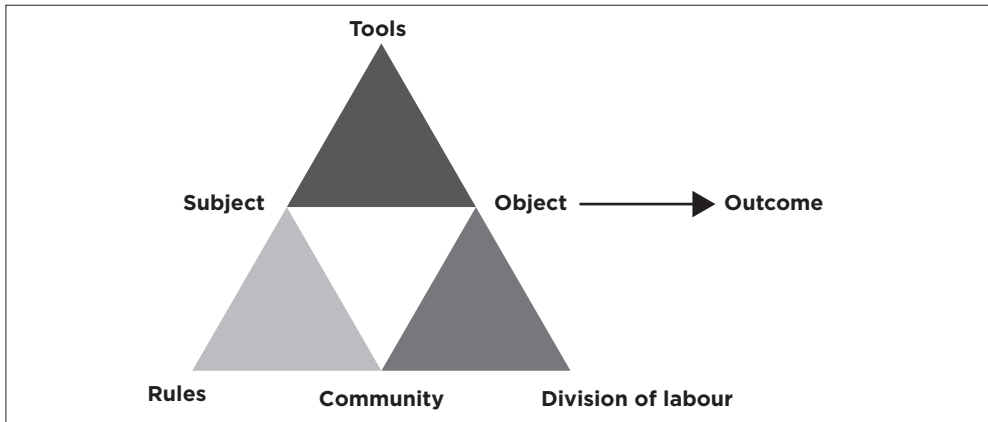 Tools
Subject
Object
Outcome
Rules
Community
Division of labour